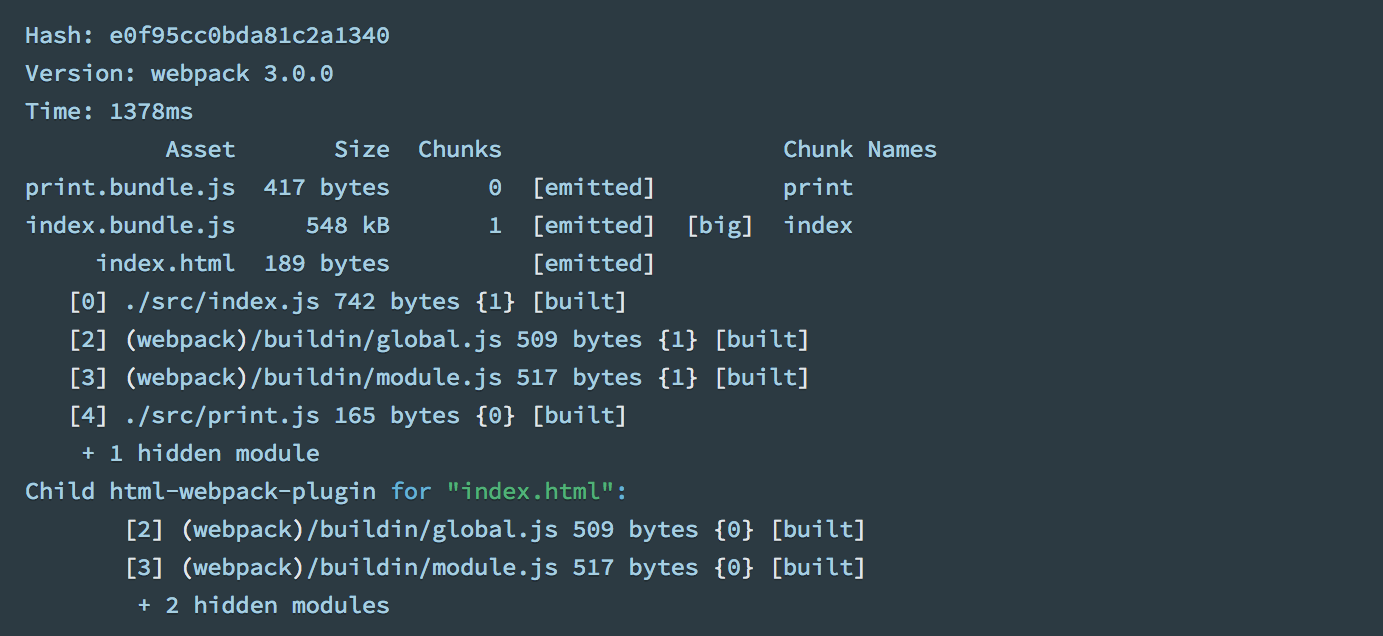 Hash: e0f95cc0bda81c2a1340
Version: webpack 3.0.0
Time: 1378ms
          Asset       Size  Chunks                    Chunk Names
print.bundle.js  417 bytes       0  [emitted]         print
index.bundle.js     548 kB       1  [emitted]  [big]  index
     index.html  189 bytes          [emitted]
   [0] ./src/index.js 742 bytes {1} [built]
   [2] (webpack)/buildin/global.js 509 bytes {1} [built]
   [3] (webpack)/buildin/module.js 517 bytes {1} [built]
   [4] ./src/print.js 165 bytes {0} [built]
    + 1 hidden module
Child html-webpack-plugin for "index.html":
       [2] (webpack)/buildin/global.js 509 bytes {0} [built]
       [3] (webpack)/buildin/module.js 517 bytes {0} [built]
        + 2 hidden modules